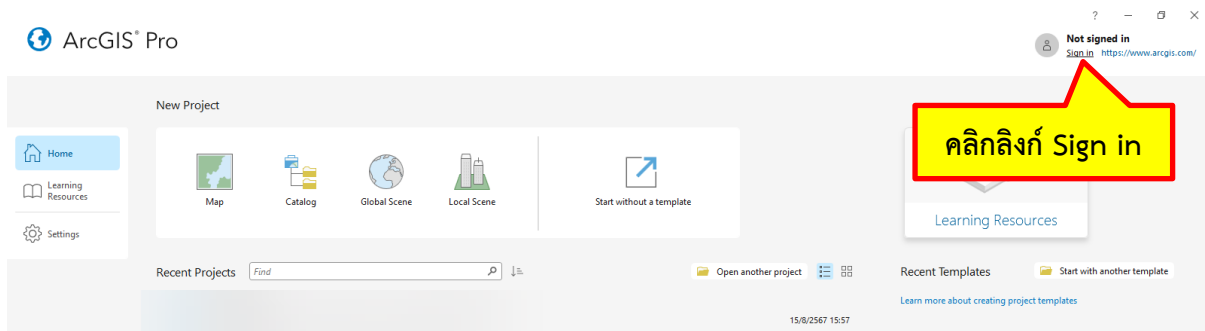 ?
ArcGIS® Pro
Not signed in
Sign in https://www.arcgis.com/
New Project
คลิกลิงก์ Sign in
Home
Learning
Resources
Settings
Map
Catalog
Global Scene
Local Scene
Start without a template
Learning Resources
Recent Projects
Find
Open another project
Recent Templates
Start with another template
Learn more about creating project templates
15/8/2567 15:57